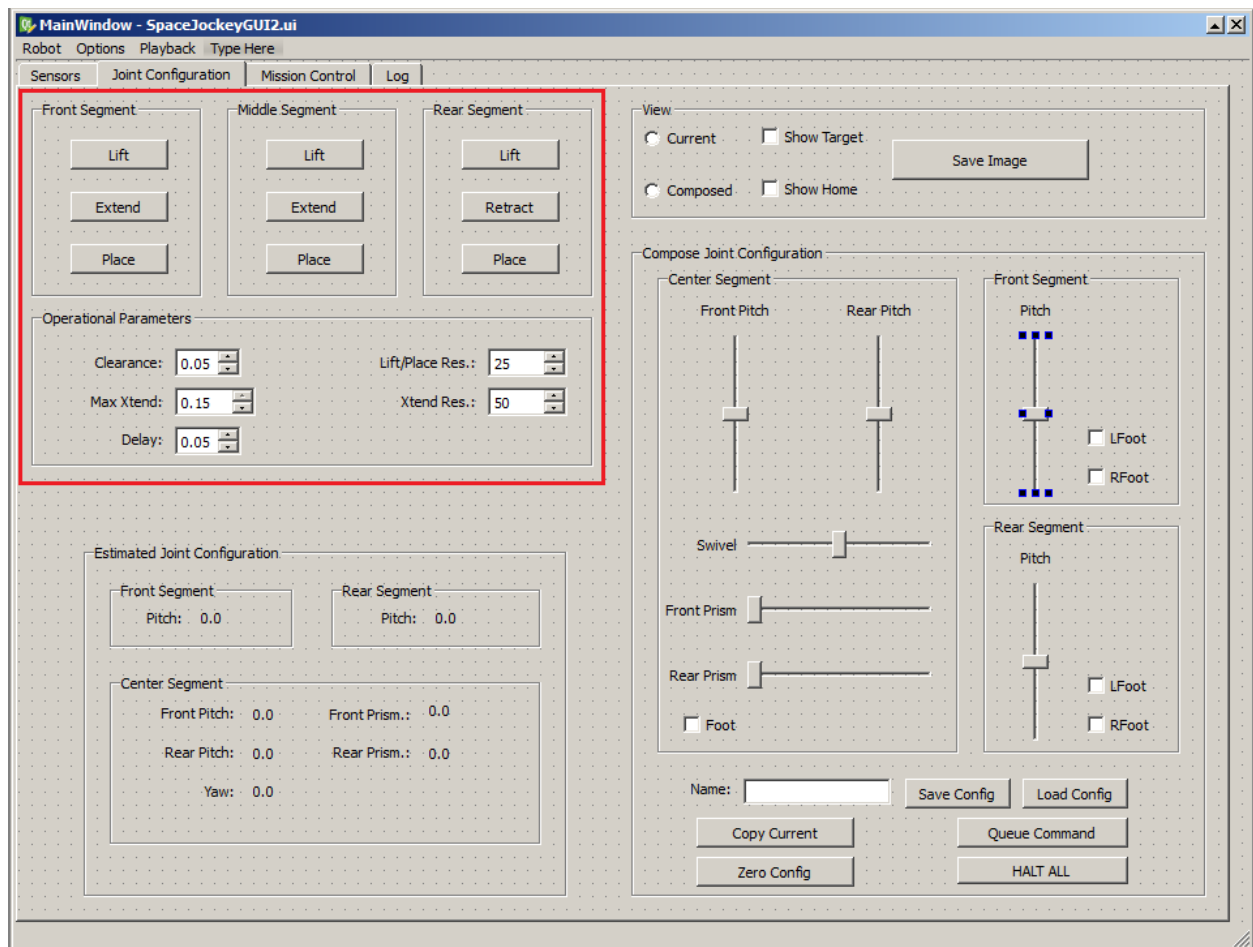 MainWindow - SpaceJockeyGUI2.ui
Robot Options Playback Type Here
Sensors Joint Configuration Mission Control Log
Front Segment Middle Segment Rear Segment
Lift Lift Lift
Extend Extend Retract
Place Place Place
Operational Parameters
Clearance: 0.05 Lift/Place Res.: 25
Max Xtend: 0.15 Xtend Res.: 50
Delay: 0.05
Estimated Joint Configuration
Front Segment Rear Segment
Pitch: 0.0 Pitch: 0.0
Center Segment
Front Pitch: 0.0 Front Prism.: 0.0
Rear Pitch: 0.0 Rear Prism.: 0.0
Yaw: 0.0
View
Current Show Target
Save Image
Composed Show Home
Compose Joint Configuration
Center Segment
Front Pitch Rear Pitch
Swivel
Front Prism
Rear Prism
Foot
Front Segment
Pitch
LFoot
RFoot
Rear Segment
Pitch
LFoot
RFoot
Name: Save Config Load Config
Copy Current Queue Command
Zero Config HALT ALL